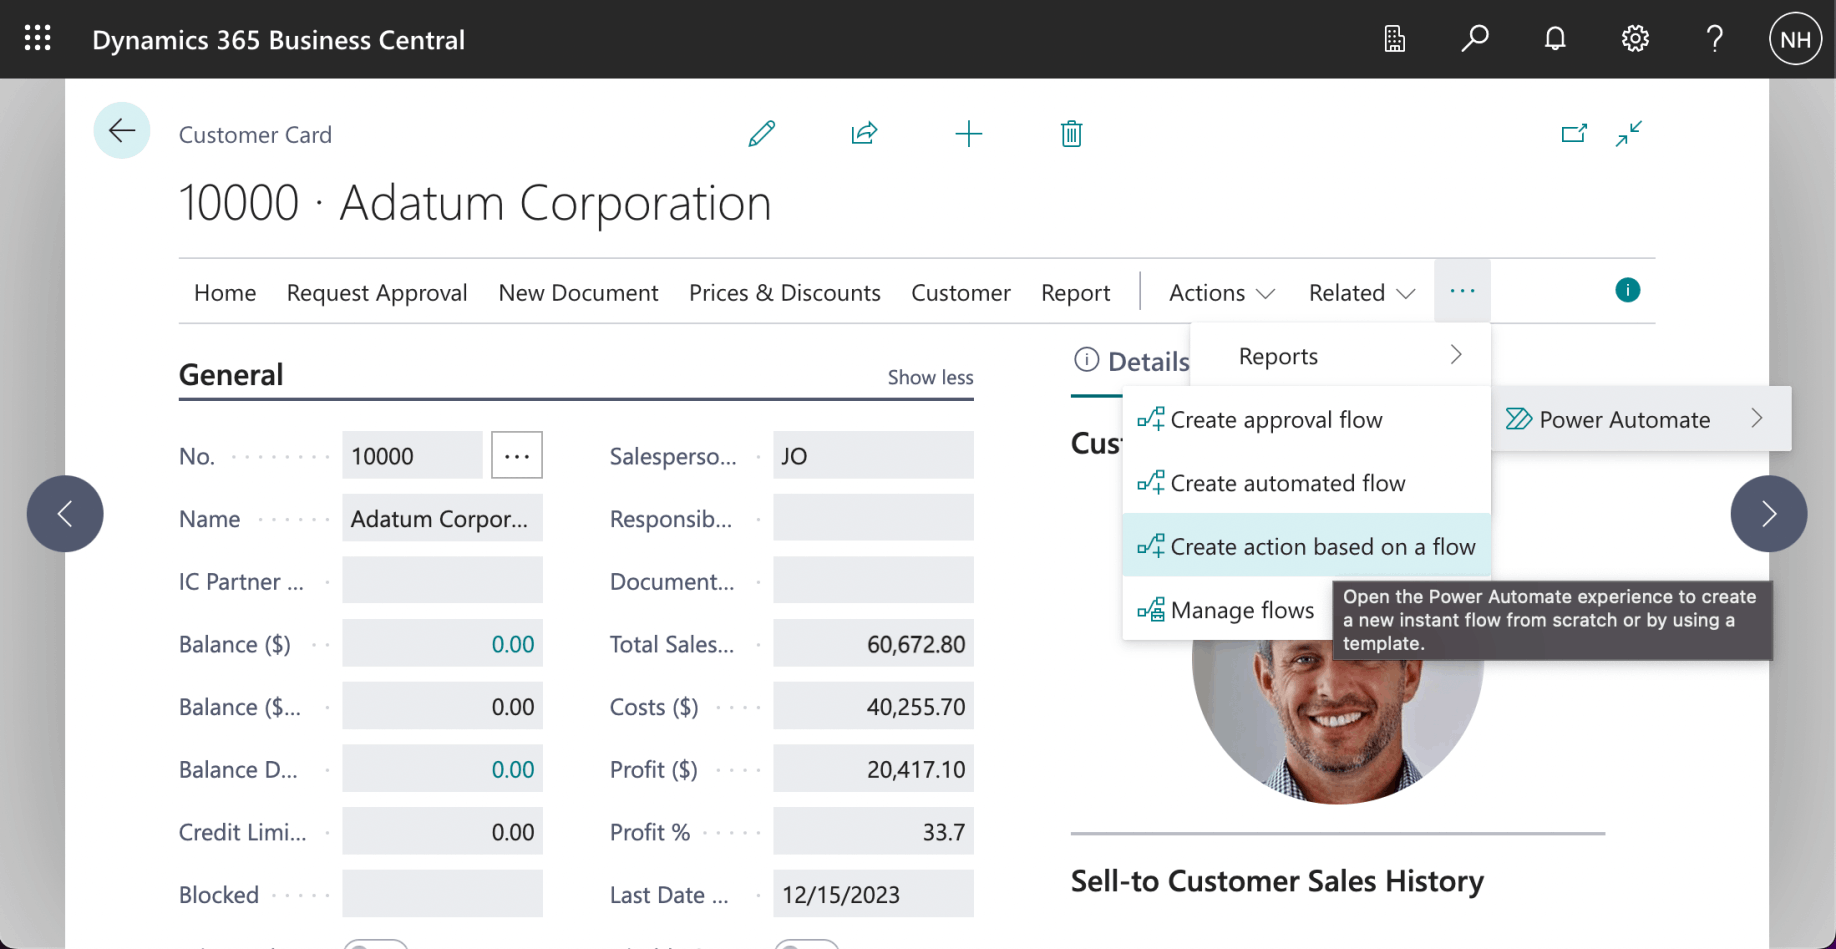 Dynamics 365 Business Central
NH
Customer Card
10000 · Adatum Corporation
Home Request Approval New Document Prices & Discounts Customer Report Actions Related ...
General
Show less
No. 10000 ...
Name Adatum Corpor...
IC Partner ...
Balance ($) 0.00
Balance ($... 0.00
Balance D... 0.00
Credit Limi... 0.00
Blocked
Salesperso... JO
Responsib...
Document...
Total Sales... 60,672.80
Costs ($) 40,255.70
Profit ($) 20,417.10
Profit % 33.7
Last Date ... 12/15/2023
Details
Reports
Power Automate
Create approval flow
Create automated flow
Create action based on a flow
Manage flows
Open the Power Automate experience to create
a new instant flow from scratch or by using a
template.
Sell-to Customer Sales History